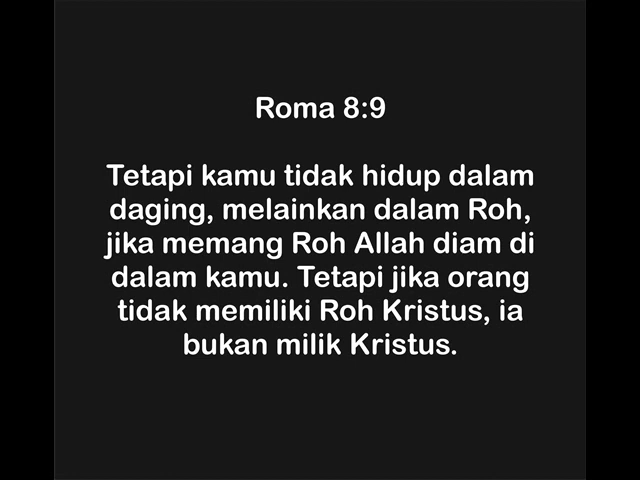 Roma 8:9
Tetapi kamu tidak hidup dalam
daging, melainkan dalam Roh,
jika memang Roh Allah diam di
dalam kamu. Tetapi jika orang
tidak memiliki Roh Kristus, ia
bukan milik Kristus.